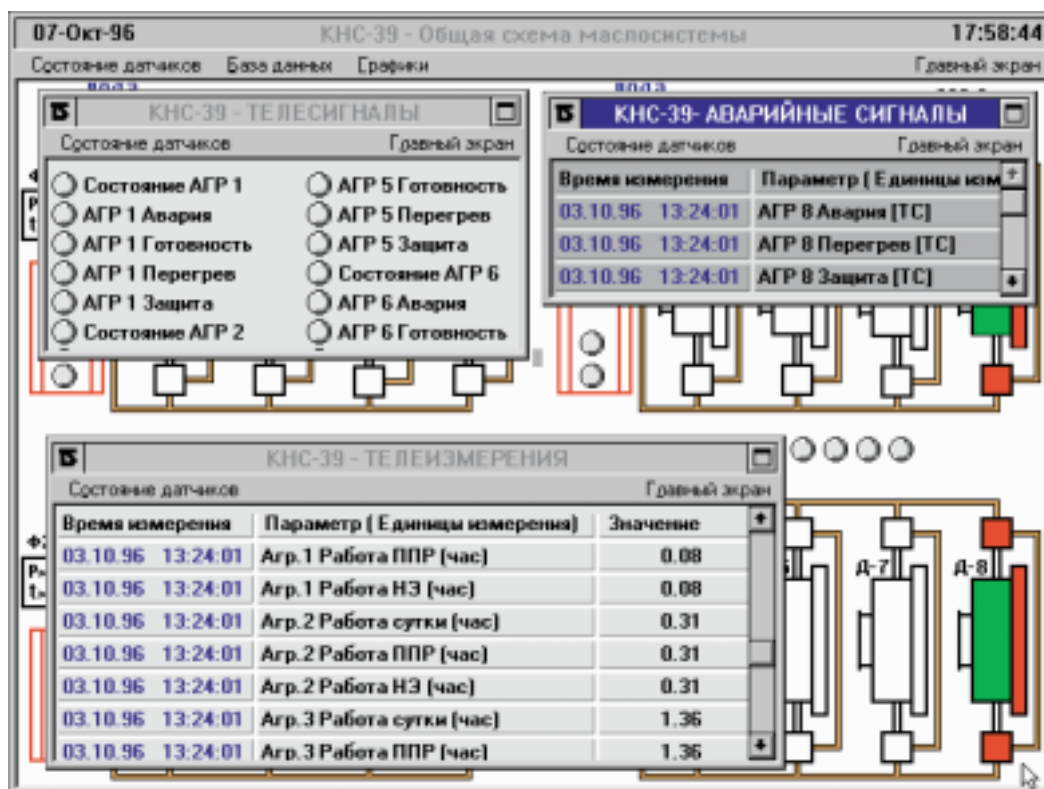 07-Окт-96 КНС-39 - Общая схема маслосистемы 17:58:44
Состояние датчиков База данных Графики Главный экран
вода
вода
КНС-39 - ТЕЛЕСИГНАЛЫ
Состояние датчиков Главный экран
Состояние АГР 1 АГР 5 Готовность
АГР 1 Авария АГР 5 Перегрев
АГР 1 Готовность АГР 5 Защита
АГР 1 Перегрев Состояние АГР 6
АГР 1 Защита АГР 6 Авария
Состояние АГР 2 АГР 6 Готовность
КНС-39- АВАРИЙНЫЕ СИГНАЛЫ
Состояние датчиков Главный экран
Время измерения Параметр ( Единицы изм
03.10.96 13:24:01 АГР 8 Авария [ТС]
03.10.96 13:24:01 АГР 8 Перегрев [ТС]
03.10.96 13:24:01 АГР 8 Защита [ТС]
КНС-39 - ТЕЛЕИЗМЕРЕНИЯ
Состояние датчиков Главный экран
Время измерения Параметр ( Единицы измерения) Значение
03.10.96 13:24:01 Агр.1 Работа ППР (час) 0.08
03.10.96 13:24:01 Агр.1 Работа НЭ (час) 0.08
03.10.96 13:24:01 Агр.2 Работа сутки (час) 0.31
03.10.96 13:24:01 Агр.2 Работа ППР (час) 0.31
03.10.96 13:24:01 Агр.2 Работа НЭ (час) 0.31
03.10.96 13:24:01 Агр.3 Работа сутки (час) 1.36
03.10.96 13:24:01 Агр.3 Работа ППР (час) 1.36
Д-7 Д-8